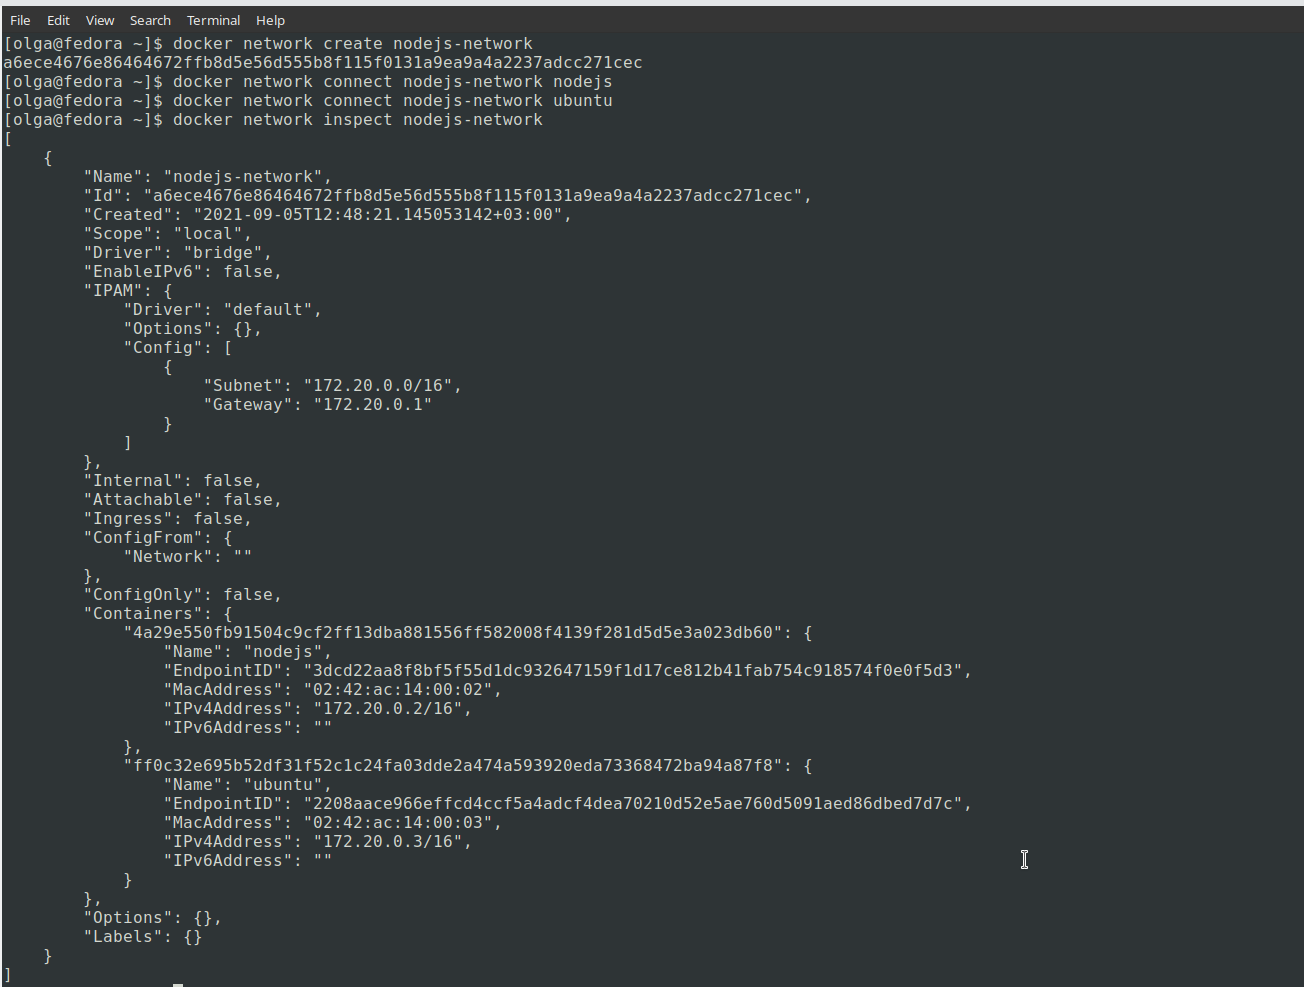 File Edit View Search Terminal Help
[olga@fedora ~]$ docker network create nodejs-network
a6ece4676e86464672ffb8d5e56d555b8f115f0131a9ea9a4a2237adcc271cec
[olga@fedora ~]$ docker network connect nodejs-network nodejs
[olga@fedora ~]$ docker network connect nodejs-network ubuntu
[olga@fedora ~]$ docker network inspect nodejs-network
[
    {
        "Name": "nodejs-network",
        "Id": "a6ece4676e86464672ffb8d5e56d555b8f115f0131a9ea9a4a2237adcc271cec",
        "Created": "2021-09-05T12:48:21.145053142+03:00",
        "Scope": "local",
        "Driver": "bridge",
        "EnableIPv6": false,
        "IPAM": {
            "Driver": "default",
            "Options": {},
            "Config": [
                {
                    "Subnet": "172.20.0.0/16",
                    "Gateway": "172.20.0.1"
                }
            ]
        },
        "Internal": false,
        "Attachable": false,
        "Ingress": false,
        "ConfigFrom": {
            "Network": ""
        },
        "ConfigOnly": false,
        "Containers": {
            "4a29e550fb91504c9cf2ff13dba881556ff582008f4139f281d5d5e3a023db60": {
                "Name": "nodejs",
                "EndpointID": "3dcd22aa8f8bf5f55d1dc932647159f1d17ce812b41fab754c918574f0e0f5d3",
                "MacAddress": "02:42:ac:14:00:02",
                "IPv4Address": "172.20.0.2/16",
                "IPv6Address": ""
            },
            "ff0c32e695b52df31f52c1c24fa03dde2a474a593920eda73368472ba94a87f8": {
                "Name": "ubuntu",
                "EndpointID": "2208aace966effcd4ccf5a4adcf4dea70210d52e5ae760d5091aed86dbed7d7c",
                "MacAddress": "02:42:ac:14:00:03",
                "IPv4Address": "172.20.0.3/16",
                "IPv6Address": ""
            }
        },
        "Options": {},
        "Labels": {}
    }
]